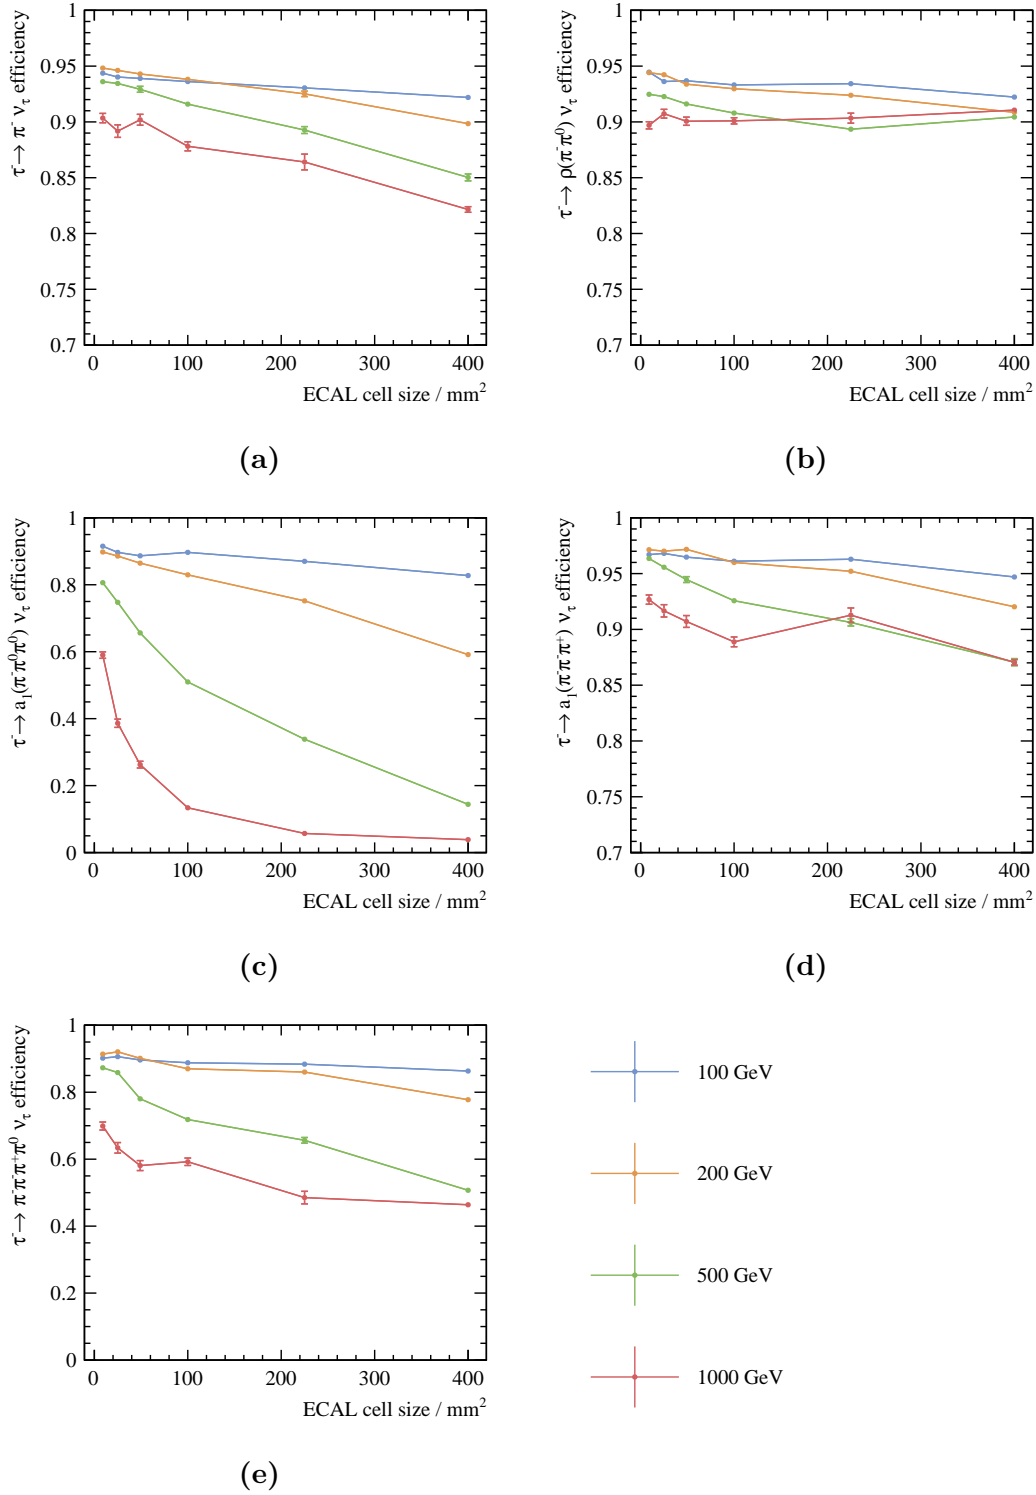 1
0.95
0.9
0.85
0.8
0.75
0.7
0 100 200 300 400
ECAL cell size / mm²
τ⁻→ π⁻ ν_τ efficiency
(a)
1
0.95
0.9
0.85
0.8
0.75
0.7
0 100 200 300 400
ECAL cell size / mm²
τ⁻→ ρ(π⁻π⁰) ν_τ efficiency
(b)
1
0.8
0.6
0.4
0.2
0
0 100 200 300 400
ECAL cell size / mm²
τ⁻→ a₁(π⁻π⁰π⁰) ν_τ efficiency
(c)
1
0.95
0.9
0.85
0.8
0.75
0.7
0 100 200 300 400
ECAL cell size / mm²
τ⁻→ a₁(π⁻π⁻π⁺) ν_τ efficiency
(d)
1
0.8
0.6
0.4
0.2
0
0 100 200 300 400
ECAL cell size / mm²
τ⁻→ π⁻π⁻π⁺π⁰ ν_τ efficiency
(e)
100 GeV
200 GeV
500 GeV
1000 GeV